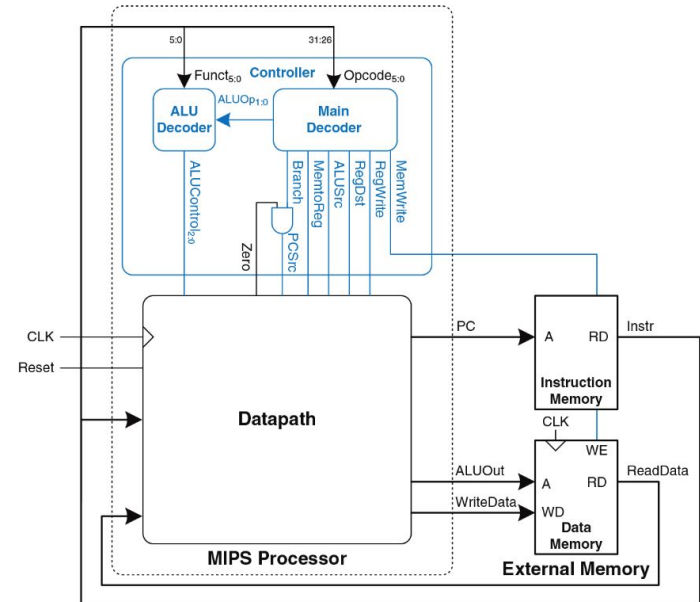 5:0
31:26
Funct5:0
Controller
Opcode5:0
ALU
Decoder
ALUOp1:0
Main
Decoder
ALUControl2:0
Zero
Branch
PCSrc
MemtoReg
ALUSrc
RegDst
RegWrite
MemWrite
CLK
Reset
Datapath
MIPS Processor
PC
A
RD
Instr
Instruction
Memory
CLK
WE
ALUOut
A
RD
ReadData
WriteData
WD
Data
Memory
External Memory